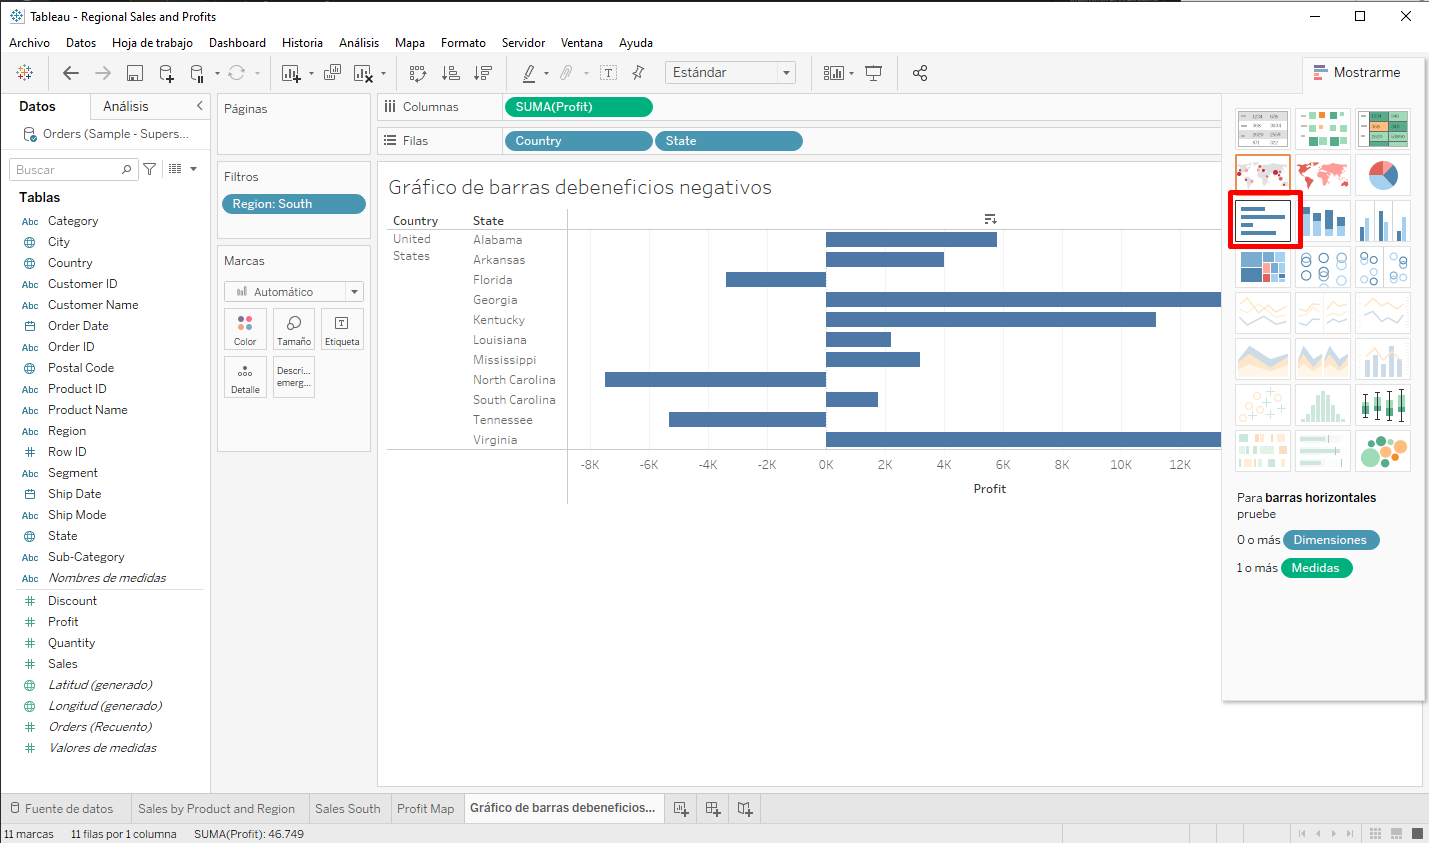 Tableau - Regional Sales and Profits
Archivo Datos Hoja de trabajo Dashboard Historia Análisis Mapa Formato Servidor Ventana Ayuda
Estándar
Mostrarme
Datos Análisis
Orders (Sample - Supers...
Buscar
Tablas
Abc Category
City
Country
Abc Customer ID
Abc Customer Name
Order Date
Abc Order ID
Postal Code
Abc Product ID
Abc Product Name
Abc Region
Row ID
Abc Segment
Ship Date
Abc Ship Mode
State
Abc Sub-Category
Abc Nombres de medidas
Discount
Profit
Quantity
Sales
Latitud (generado)
Longitud (generado)
Orders (Recuento)
Valores de medidas
Páginas
Filtros
Region: South
Marcas
Automático
Color Tamaño Etiqueta
Detalle
Descri...
emerg...
Columnas SUMA(Profit)
Filas Country State
Gráfico de barras debeneficios negativos
Country State
United
States
Alabama
Arkansas
Florida
Georgia
Kentucky
Louisiana
Mississippi
North Carolina
South Carolina
Tennessee
Virginia
-8K -6K -4K -2K 0K 2K 4K 6K 8K 10K 12K
Profit
Para barras horizontales
pruebe
0 o más Dimensiones
1 o más Medidas
Fuente de datos Sales by Product and Region Sales South Profit Map Gráfico de barras debeneficios...
11 marcas 11 filas por 1 columna SUMA(Profit): 46.749